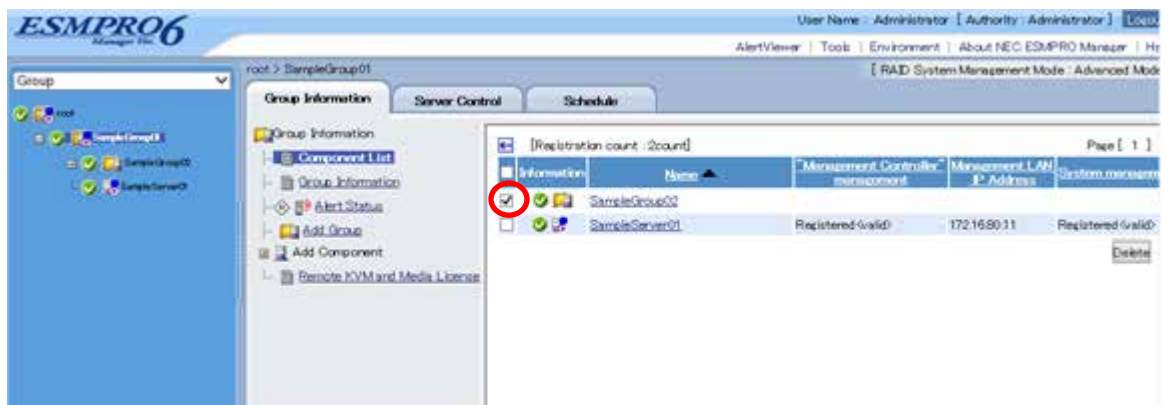 ESMPRO6
Manager
User Name : Administrator [ Authority : Administrator ]
AlertViewer | Tools | Environment | About NEC ESMPRO Manager | He
Group
root > SampleGroup01
[ RAID System Management Mode : Advanced Mode
Group Information
Server Control
Schedule
root
SampleGroup01
SampleGroup02
SampleServer01
Group Information
Component List
Group Information
Alert Status
Add Group
Add Component
Remote KVM and Media License
[Registration count : 2count]
Page [ 1 ]
Information
Name
"Management Controller" management
Management LAN IP Address
System managem
SampleGroup02
SampleServer01
Registered(valid)
172.16.80.11
Registered(valid)
Delete